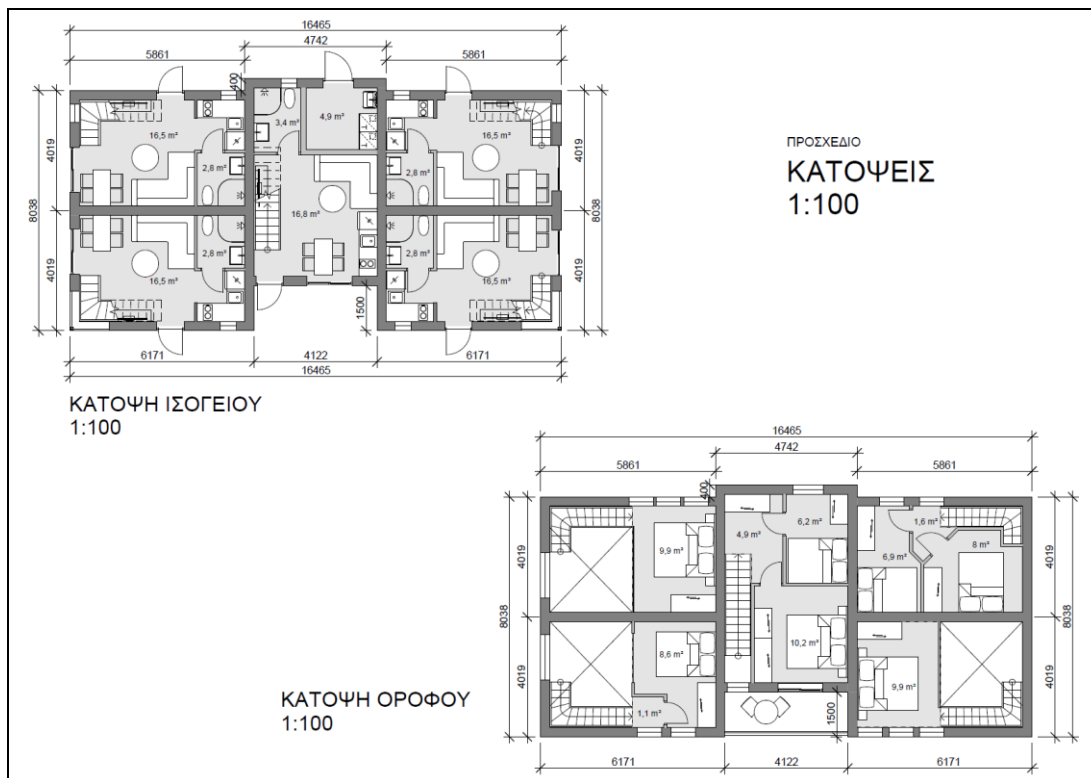 16465
4742
5861
5861
400
3,4 m²
4,9 m²
16,5 m²
16,5 m²
2,8 m²
2,8 m²
4019
4019
8038
16,8 m²
2,8 m²
2,8 m²
16,5 m²
16,5 m²
4019
4019
8038
1500
6171
4122
6171
16465
ΚΑΤΟΨΗ ΙΣΟΓΕΙΟΥ
1:100
ΠΡΟΣΧΕΔΙΟ
ΚΑΤΟΨΕΙΣ
1:100
16465
4742
5861
5861
400
6,2 m²
1,6 m²
4,9 m²
9,9 m²
6,9 m²
8 m²
4019
4019
8038
8,6 m²
10,2 m²
9,9 m²
1,1 m²
4019
4019
8038
1500
6171
4122
6171
ΚΑΤΟΨΗ ΟΡΟΦΟΥ
1:100